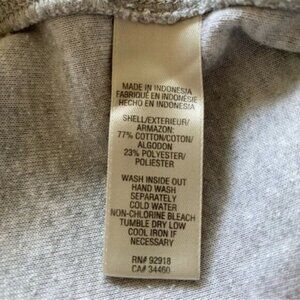 MADE IN INDONESIA
FABRIQUÉ EN INDONÉSIE
HECHO EN INDONESIA
SHELL/EXTERIEUR/
ARMAZON:
77% COTTON/COTON/
ALGODON
23% POLYESTER/
POLIESTER
WASH INSIDE OUT
HAND WASH
SEPARATELY
COLD WATER
NON-CHLORINE BLEACH
TUMBLE DRY LOW
COOL IRON IF
NECESSARY
RN# 92918
CA# 34460